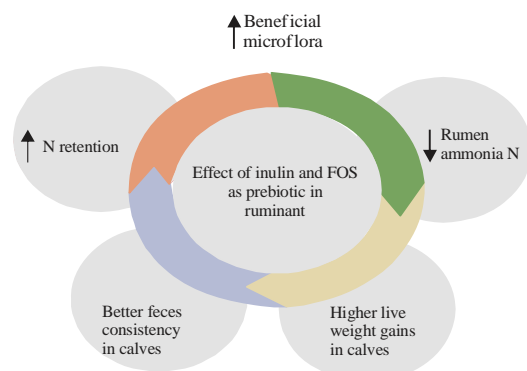 Beneficial
microflora
N retention
Rumen
ammonia N
Effect of inulin and FOS
as prebiotic in
ruminant
Better feces
consistency
in calves
Higher live
weight gains
in calves